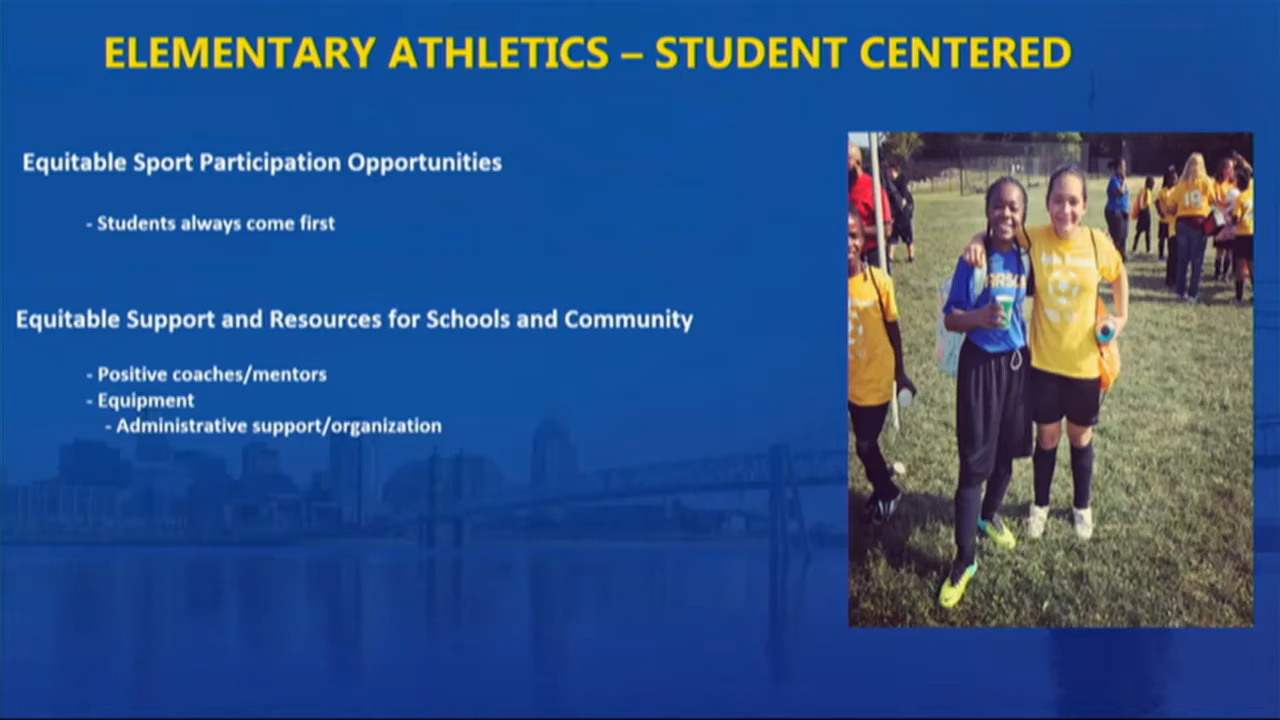 ELEMENTARY ATHLETICS – STUDENT CENTERED
Equitable Sport Participation Opportunities
- Students always come first
Equitable Support and Resources for Schools and Community
- Positive coaches/mentors
- Equipment
- Administrative support/organization
19